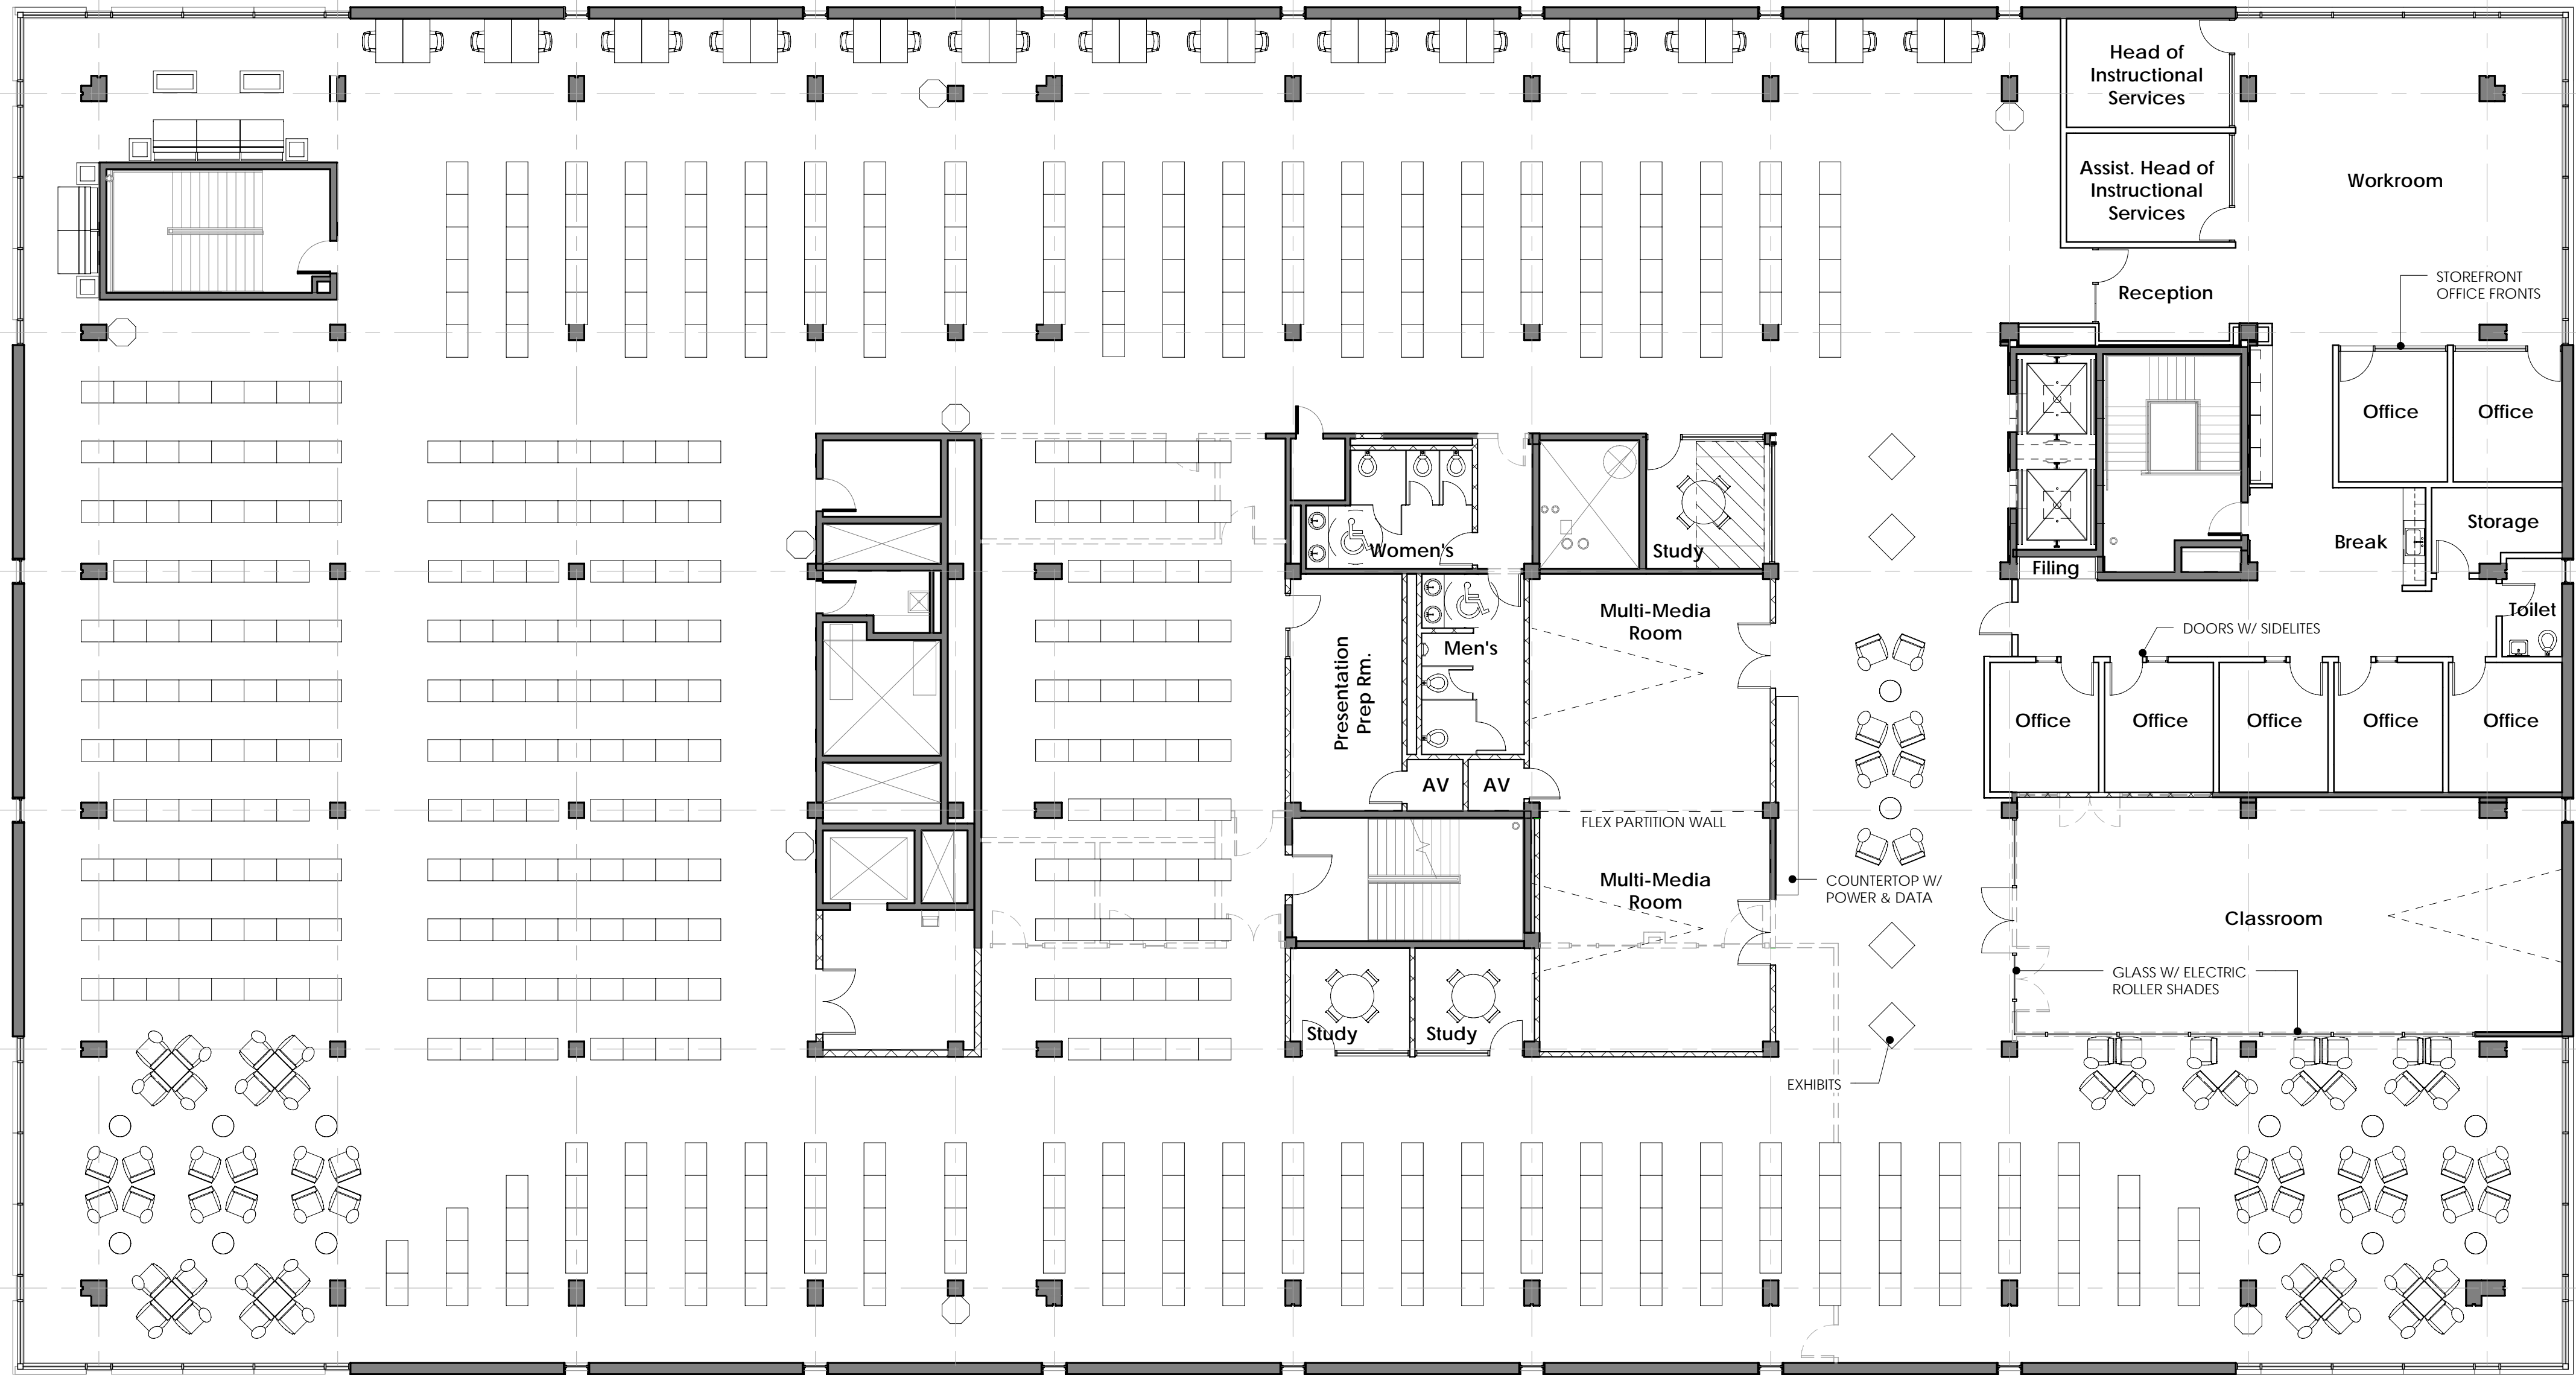 Head of
Instructional
Services
Assist. Head of
Instructional
Services
Workroom
Reception
STOREFRONT
OFFICE FRONTS
Office
Office
Storage
Break
Women's
Study
Filing
Toilet
Multi-Media
Room
DOORS W/ SIDELITES
Presentation
Prep Rm.
Men's
Office
Office
Office
Office
Office
AV
AV
FLEX PARTITION WALL
Multi-Media
Room
COUNTERTOP W/
POWER & DATA
Classroom
GLASS W/ ELECTRIC
ROLLER SHADES
Study
Study
EXHIBITS